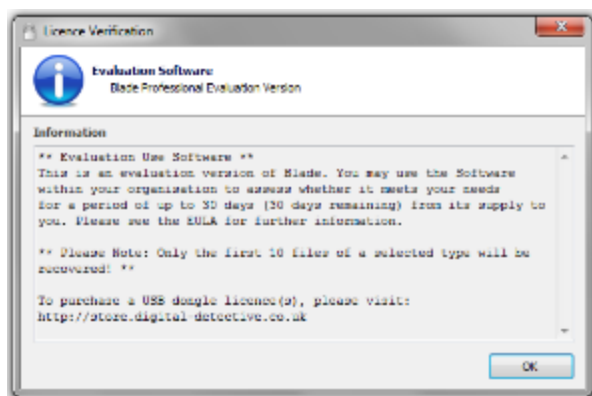 Licence Verification
Evaluation Software
Blade Professional Evaluation Version
Information
** Evaluation Use Software **
This is an evaluation version of Blade. You may use the Software
within your organisation to assess whether it meets your needs
for a period of up to 30 days (30 days remaining) from its supply to
you. Please see the EULA for further information.
** Please Note: Only the first 10 files of a selected type will be
recovered! **
To purchase a USB dongle licence(s), please visit:
http://store.digital-detective.co.uk
OK